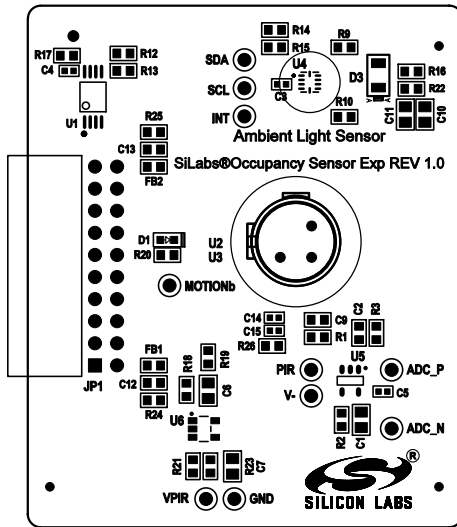 R14
R17
R12
R15
R9
C4
R13
SDA
U4
D3
R16
SCL
C3
R22
U1
INT
R10
C11
C10
R25
Ambient Light Sensor
C13
SiLabs®Occupancy Sensor Exp REV 1.0
FB2
D1
U2
R20
U3
MOTIONb
C14
C9
C2
R3
C15
R1
R26
FB1
R18
R19
PIR
U5
ADC_P
JP1
C12
C6
V-
C5
R24
U6
R2
C1
ADC_N
R21
R23
C7
VPIR
GND
SILICON LABS
®